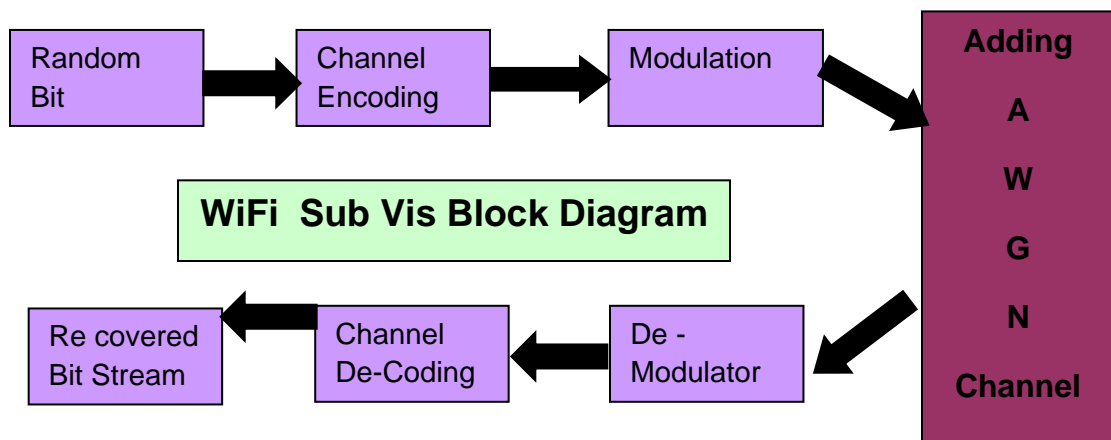 Random
Bit
Channel
Encoding
Modulation
Adding
A
W
G
N
Channel
WiFi  Sub Vis Block Diagram
Re covered
Bit Stream
Channel
De-Coding
De -
Modulator